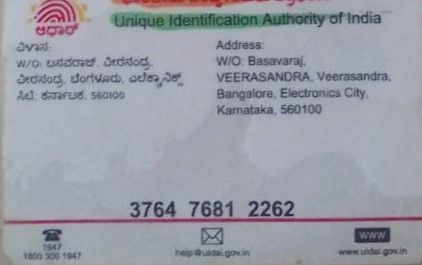 Unique Identification Authority of India
ಆಧಾರ್
ವಿಳಾಸ:
W/O: ಬಸವರಾಜ್, ವೀರಸಂದ್ರ,
ವೀರಸಂದ್ರ, ಬೆಂಗಳೂರು, ಎಲೆಕ್ಟ್ರಾನಿಕ್ಸ್
ಸಿಟಿ, ಕರ್ನಾಟಕ, 560100
Address:
W/O: Basavaraj,
VEERASANDRA, Veerasandra,
Bangalore, Electronics City,
Karnataka, 560100
3764 7681 2262
1947
1800 300 1947
help@uidai.gov.in
WWW
www.uidai.gov.in